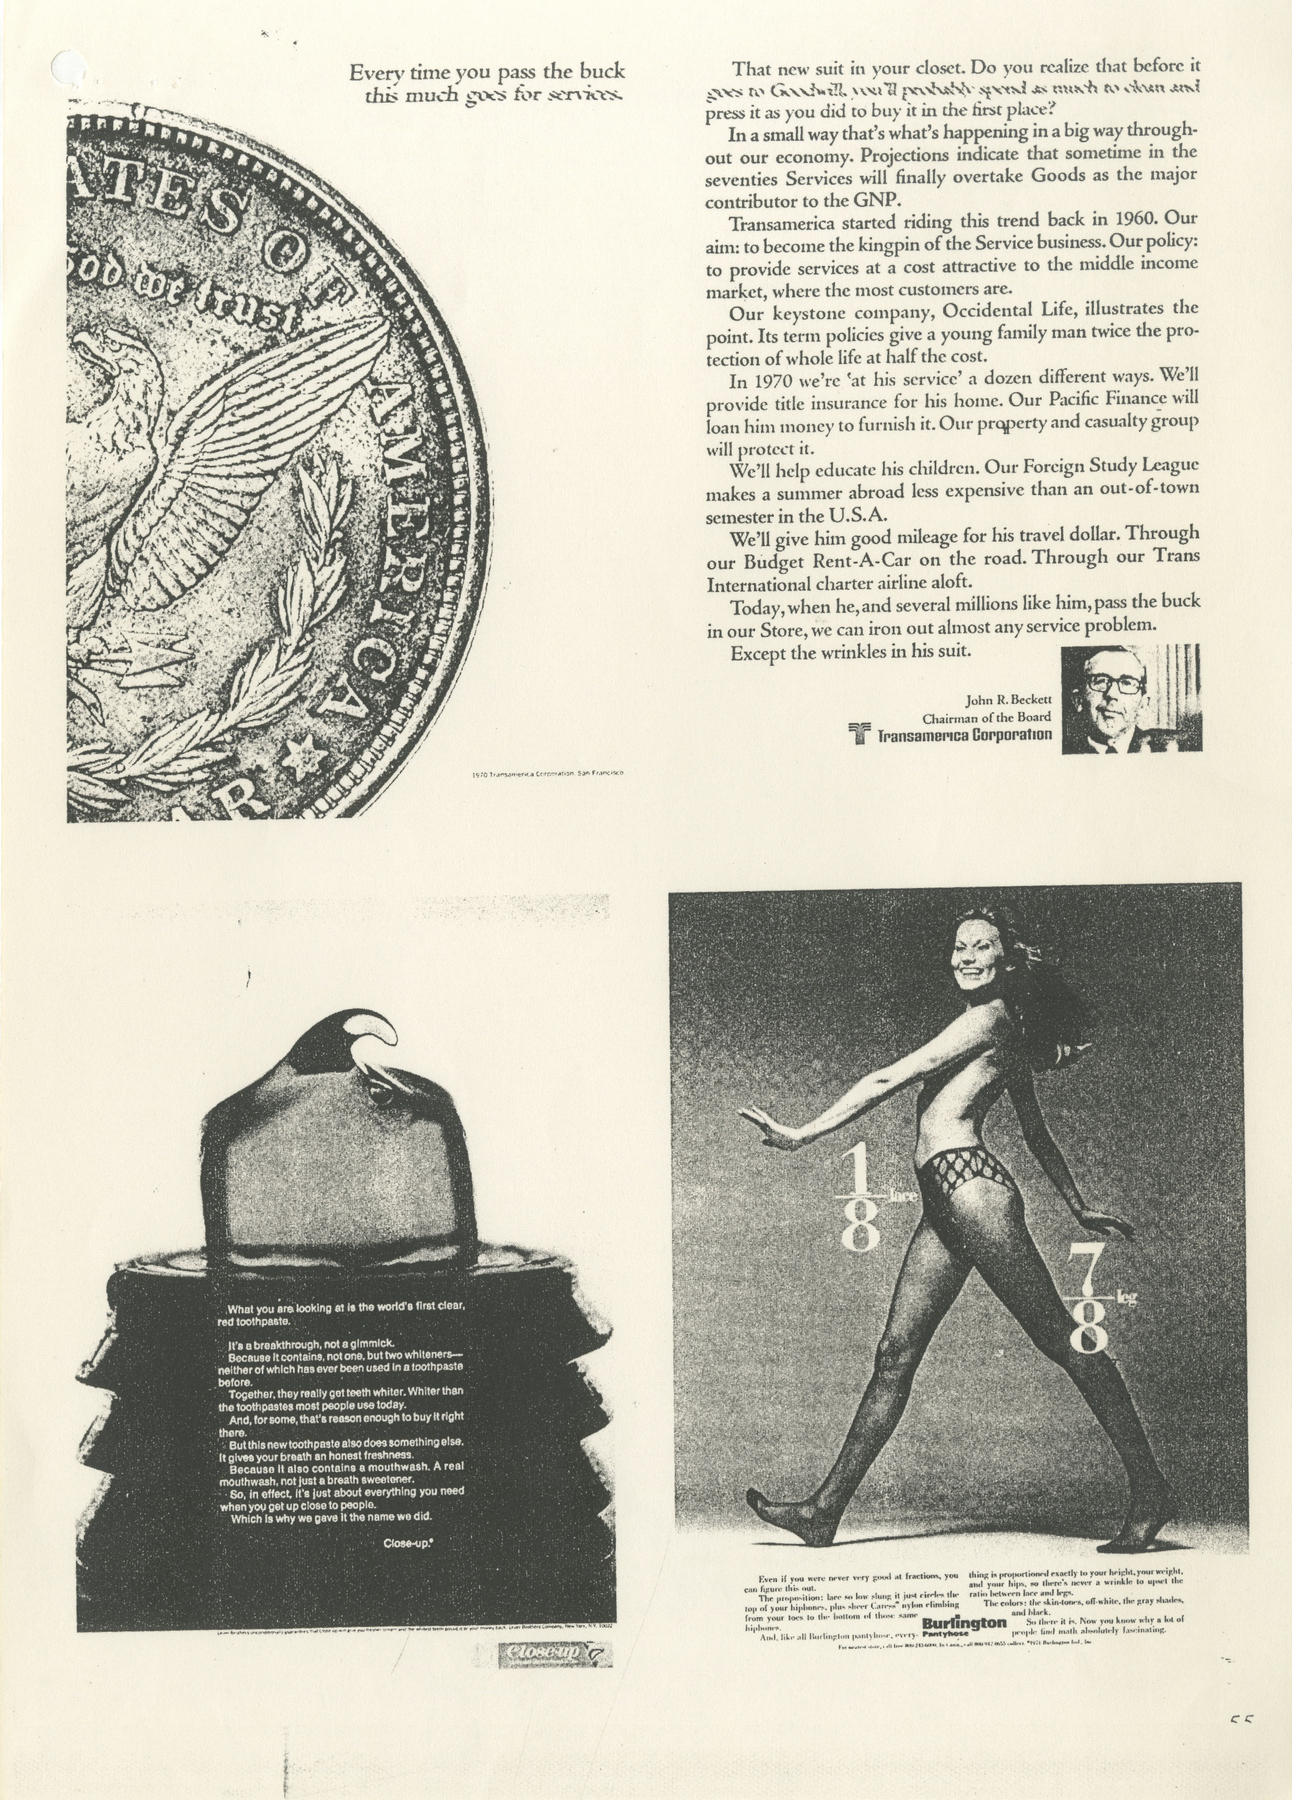 Every time you pass the buck
this much goes for services.
ATES OF AMERICA
God we trust
AR
1970 Transamerica Corporation, San Francisco
That new suit in your closet. Do you realize that before it
goes to Goodwill, you'll probably spend as much to clean and
press it as you did to buy it in the first place?
In a small way that's what's happening in a big way through-
out our economy. Projections indicate that sometime in the
seventies Services will finally overtake Goods as the major
contributor to the GNP.
Transamerica started riding this trend back in 1960. Our
aim: to become the kingpin of the Service business. Our policy:
to provide services at a cost attractive to the middle income
market, where the most customers are.
Our keystone company, Occidental Life, illustrates the
point. Its term policies give a young family man twice the pro-
tection of whole life at half the cost.
In 1970 we're 'at his service' a dozen different ways. We'll
provide title insurance for his home. Our Pacific Finance will
loan him money to furnish it. Our property and casualty group
will protect it.
We'll help educate his children. Our Foreign Study League
makes a summer abroad less expensive than an out-of-town
semester in the U.S.A.
We'll give him good mileage for his travel dollar. Through
our Budget Rent-A-Car on the road. Through our Trans
International charter airline aloft.
Today, when he, and several millions like him, pass the buck
in our Store, we can iron out almost any service problem.
Except the wrinkles in his suit.
John R. Beckett
Chairman of the Board
Transamerica Corporation
What you are looking at is the world's first clear,
red toothpaste.
It's a breakthrough, not a gimmick.
Because it contains, not one, but two whiteners—
neither of which has ever been used in a toothpaste
before.
Together, they really get teeth whiter. Whiter than
the toothpastes most people use today.
And, for some, that's reason enough to buy it right
there.
But this new toothpaste also does something else.
It gives your breath an honest freshness.
Because it also contains a mouthwash. A real
mouthwash, not just a breath sweetener.
So, in effect, it's just about everything you need
when you get up close to people.
Which is why we gave it the name we did.
Close-up.®
Close-up
1/8 lace
7/8 leg
Even if you were never very good at fractions, you
can figure this out.
The proposition: lace so low slung it just circles the
top of your hipbones, plus sheer Caress® nylon climbing
from your toes to the bottom of those same
hipbones.
And, like all Burlington pantyhose, every-
thing is proportioned exactly to your height, your weight,
and your hips, so there's never a wrinkle to upset the
ratio between lace and legs.
The colors: the skin-tones, off-white, the gray shades,
and black.
So there it is. Now you know why a lot of
people find math absolutely fascinating.
Burlington
Pantyhose
55